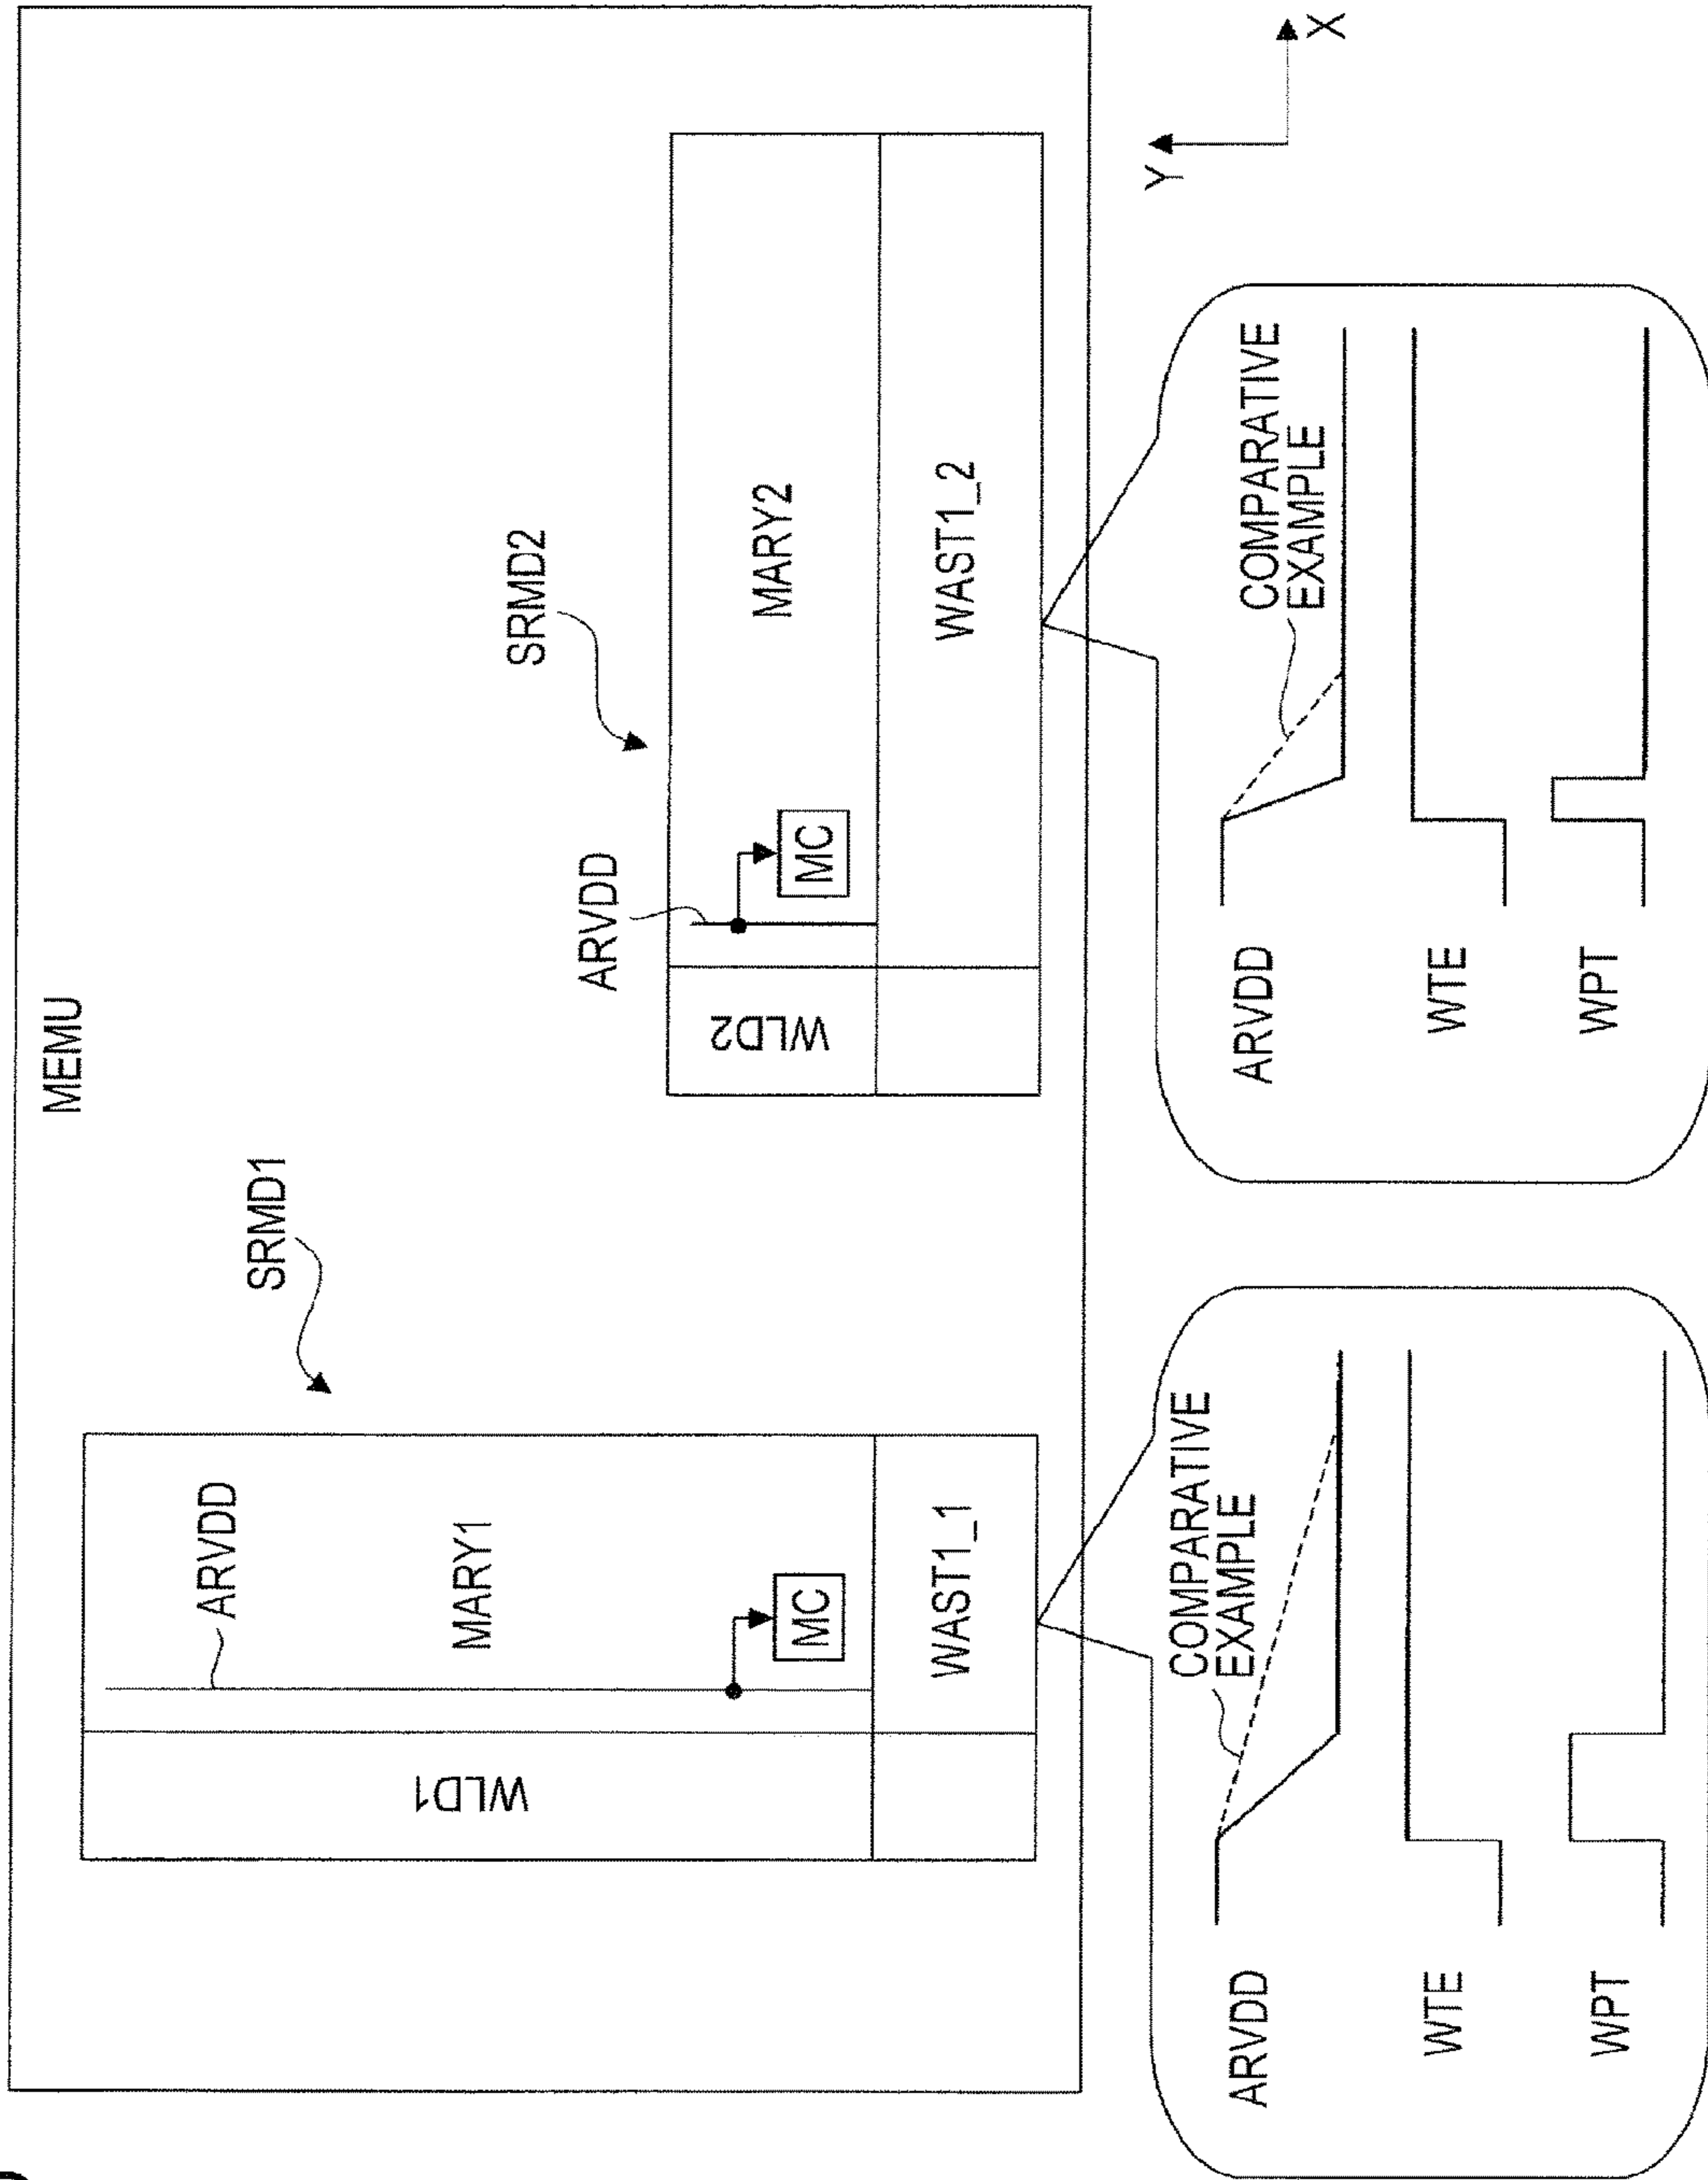 MEMU
SRMD1
ARVDD
WLD1
MARY1
MC
WAST1_1
SRMD2
ARVDD
WLD2
MARY2
MC
WAST1_2
Y
X
COMPARATIVE
EXAMPLE
ARVDD
WTE
WPT
COMPARATIVE
EXAMPLE
ARVDD
WTE
WPT